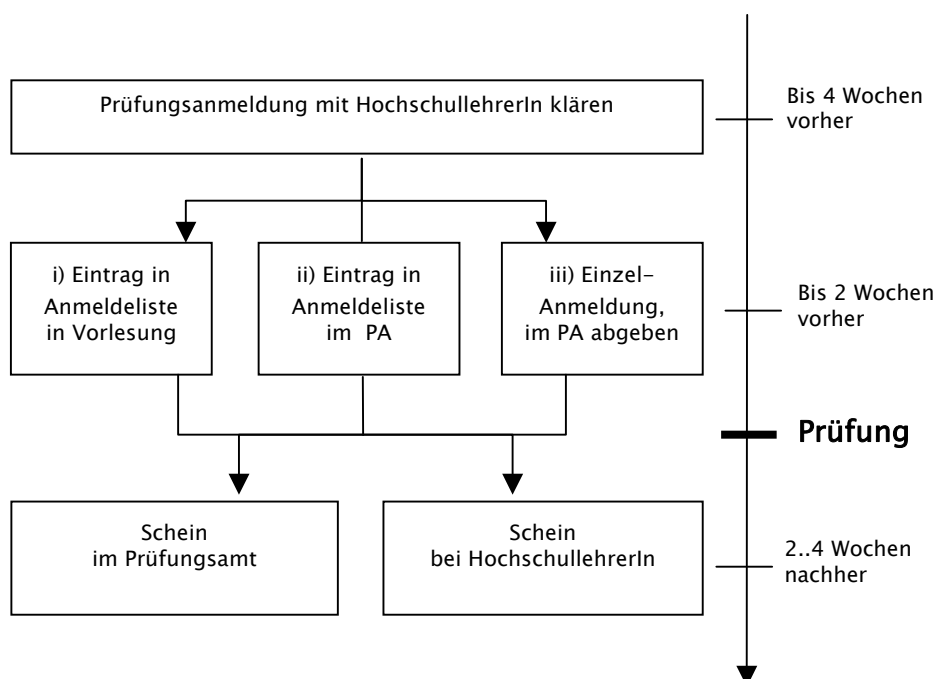 Prüfungsanmeldung mit HochschullehrerIn klären
Bis 4 Wochen
vorher
i) Eintrag in
Anmeldeliste
in Vorlesung
ii) Eintrag in
Anmeldeliste
im PA
iii) Einzel-
Anmeldung,
im PA abgeben
Bis 2 Wochen
vorher
Prüfung
Schein
im Prüfungsamt
Schein
bei HochschullehrerIn
2..4 Wochen
nachher